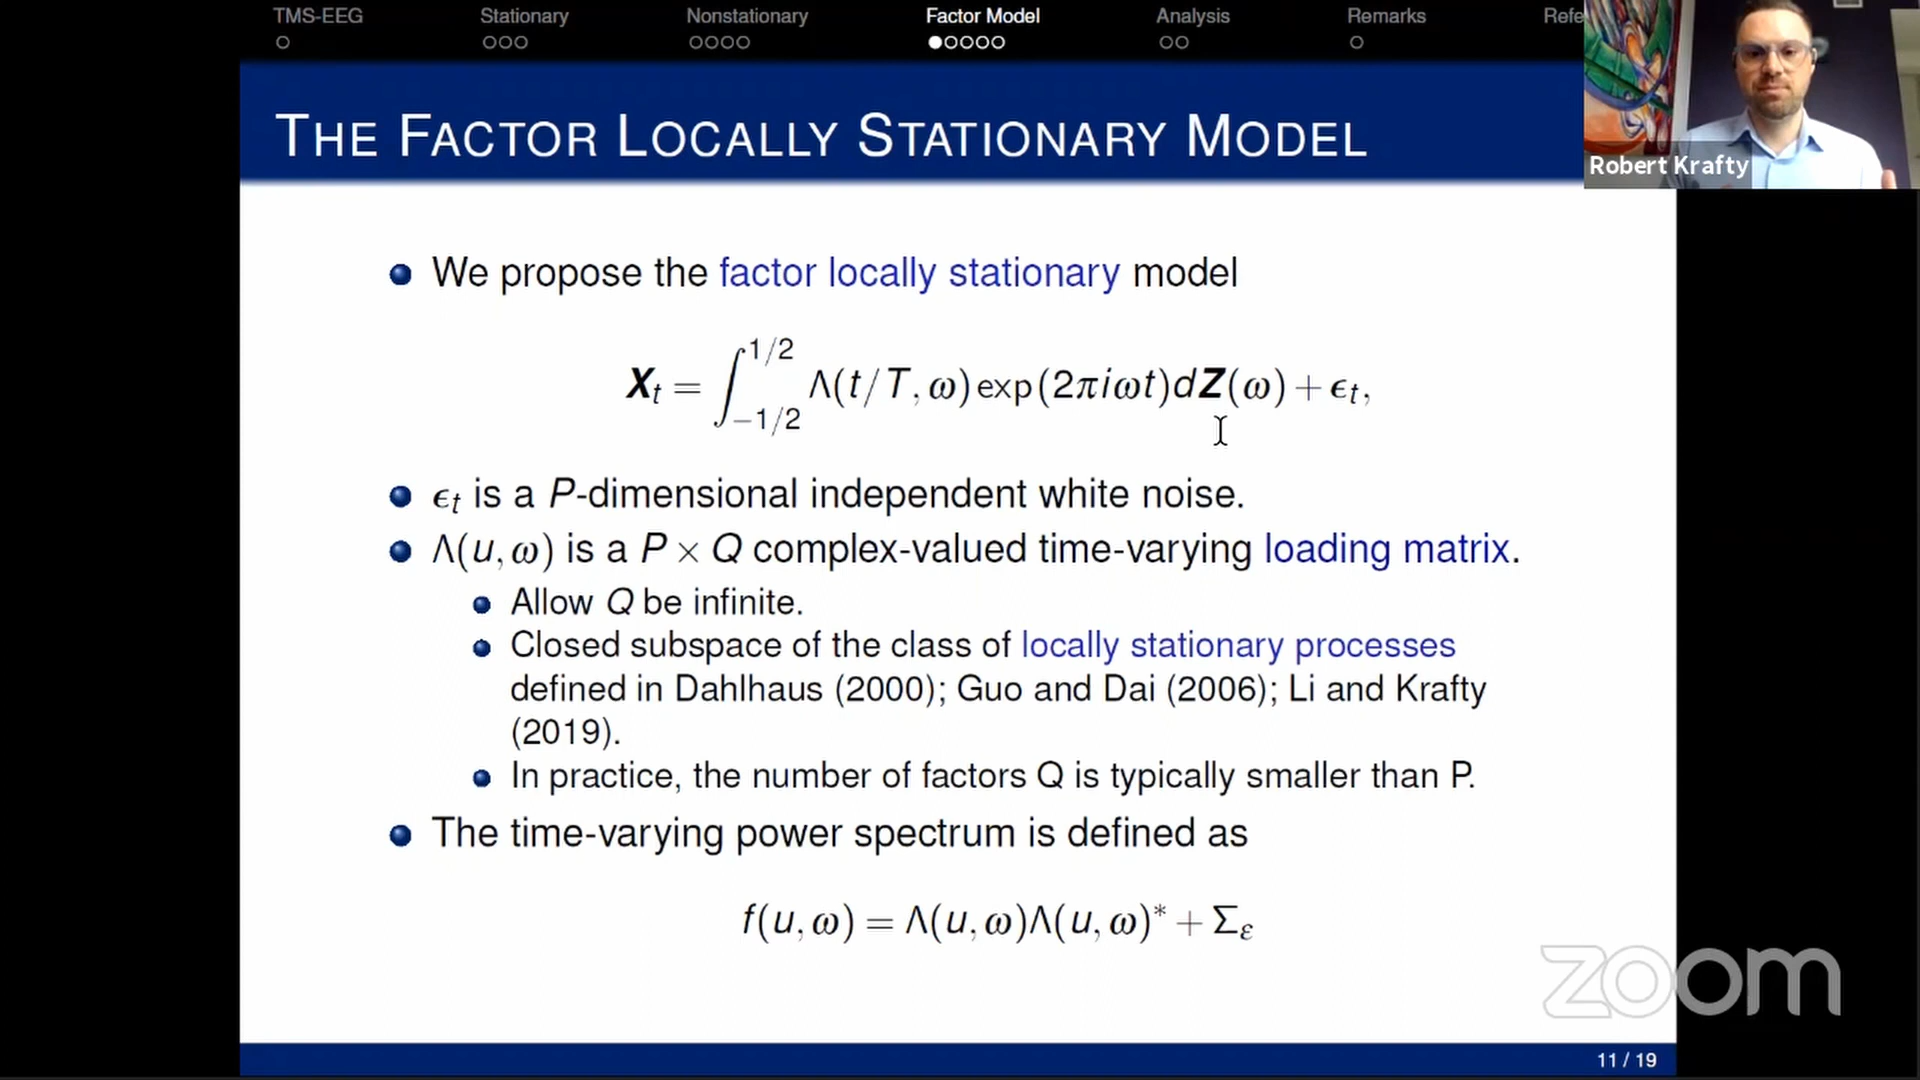 TMS-EEG Stationary Nonstationary Factor Model Analysis Remarks Refe
THE FACTOR LOCALLY STATIONARY MODEL
Robert Krafty
We propose the factor locally stationary model
X_t = ∫_{−1/2}^{1/2} Λ(t/T, ω) exp(2πiωt)dZ(ω) + ϵ_t,
ϵ_t is a P-dimensional independent white noise.
Λ(u, ω) is a P × Q complex-valued time-varying loading matrix.
Allow Q be infinite.
Closed subspace of the class of locally stationary processes
defined in Dahlhaus (2000); Guo and Dai (2006); Li and Krafty
(2019).
In practice, the number of factors Q is typically smaller than P.
The time-varying power spectrum is defined as
f(u, ω) = Λ(u, ω)Λ(u, ω)* + Σ_ε
zoom
11 / 19